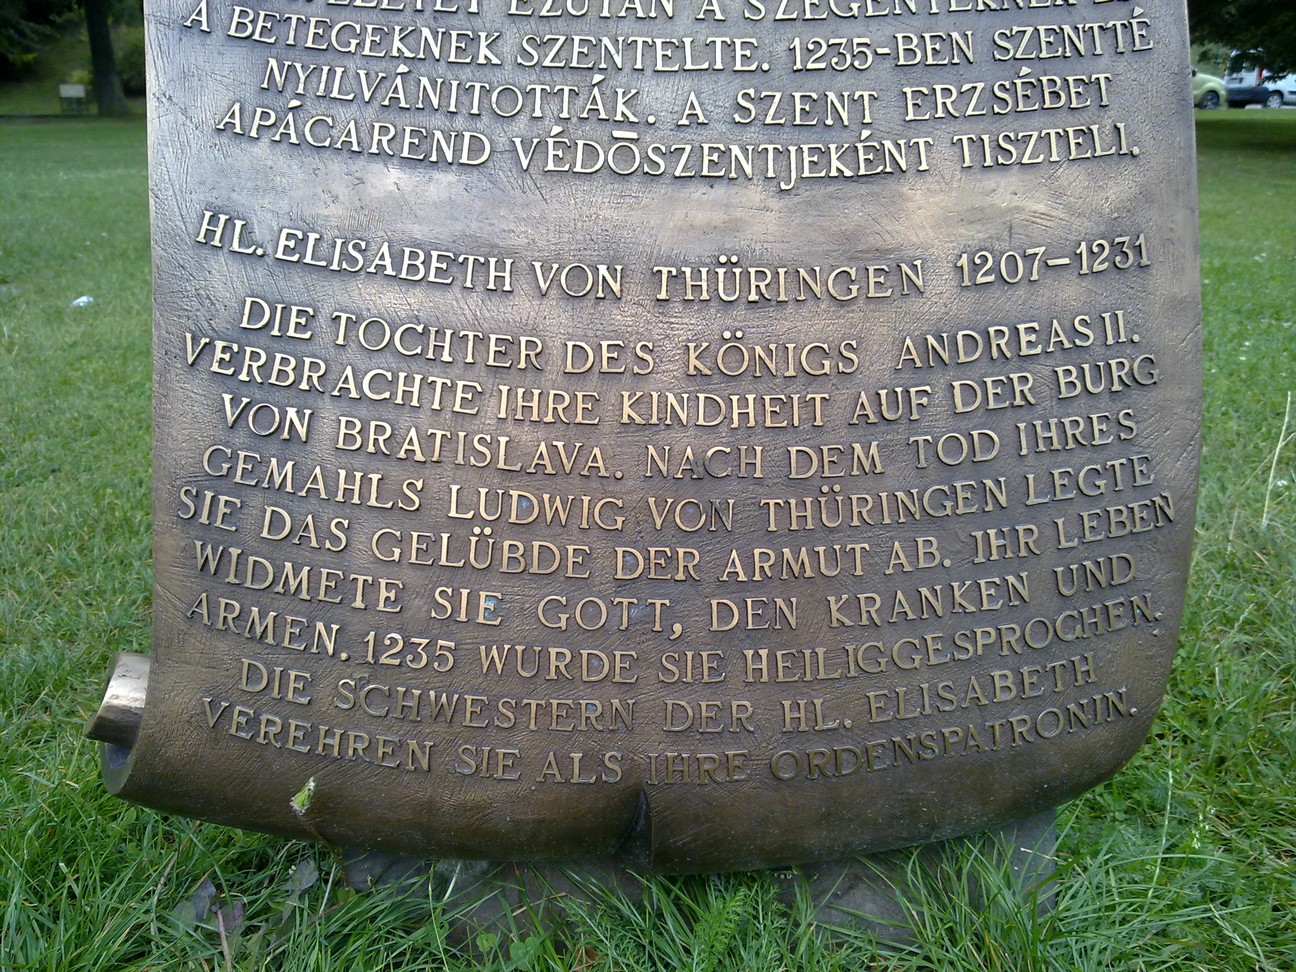 EZUTÁN A SZEGÉNYEKNEK
A BETEGEKNEK SZENTELTE. 1235-BEN SZENTTÉ
NYILVÁNITOTTÁK. A SZENT ERZSÉBET
APÁCAREND VÉDŌSZENTJEKÉNT TISZTELI.
HL. ELISABETH VON THÜRINGEN 1207-1231
DIE TOCHTER DES KÖNIGS ANDREAS II.
VERBRACHTE IHRE KINDHEIT AUF DER BURG
VON BRATISLAVA. NACH DEM TOD IHRES
GEMAHLS LUDWIG VON THÜRINGEN LEGTE
SIE DAS GELÜBDE DER ARMUT AB. IHR LEBEN
WIDMETE SIE GOTT, DEN KRANKEN UND
ARMEN. 1235 WURDE SIE HEILIGGESPROCHEN.
DIE SCHWESTERN DER HL. ELISABETH
VEREHREN SIE ALS IHRE ORDENSPATRONIN.